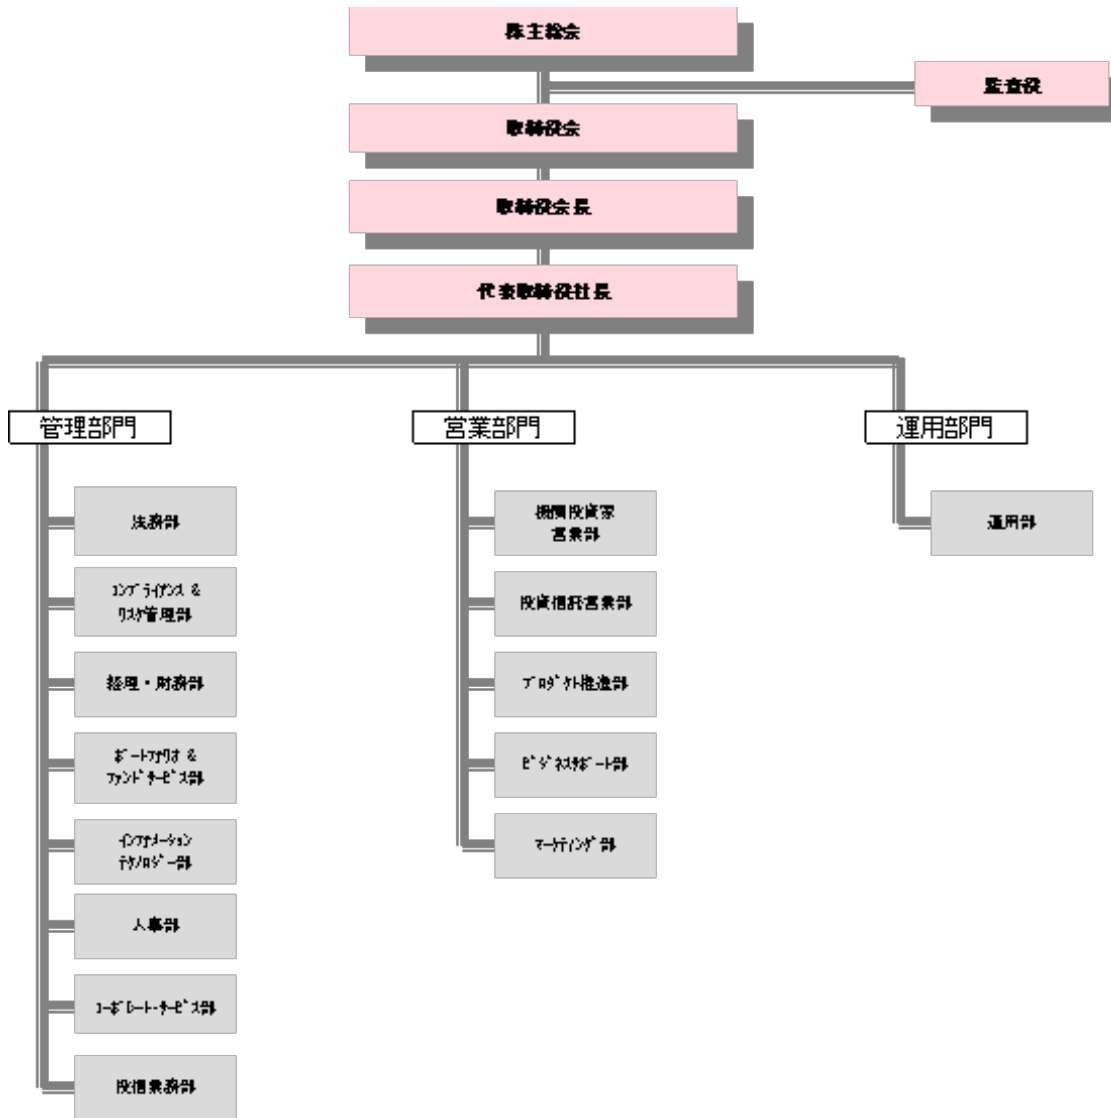 株主総会
監査役
取締役会
取締役会長
代表取締役社長
管理部門
営業部門
運用部門
法務部
機関投資家
営業部
運用部
ｺﾝﾌﾟﾗｲｱﾝｽ &
ﾘｽｸ管理部
投資信託営業部
経理・財務部
ﾌﾟﾛﾀﾞｸﾄ推進部
ﾎﾟｰﾄﾌｫﾘｵ &
ﾌｧﾝﾄﾞｻｰﾋﾞｽ部
ﾋﾞｼﾞﾈｽｻﾎﾟｰﾄ部
ｲﾝﾌｫﾒｰｼｮﾝ
ﾃｸﾉﾛｼﾞｰ部
ﾏｰｹﾃｨﾝｸﾞ部
人事部
ｺｰﾎﾟﾚｰﾄ･ｻｰﾋﾞｽ部
投信業務部